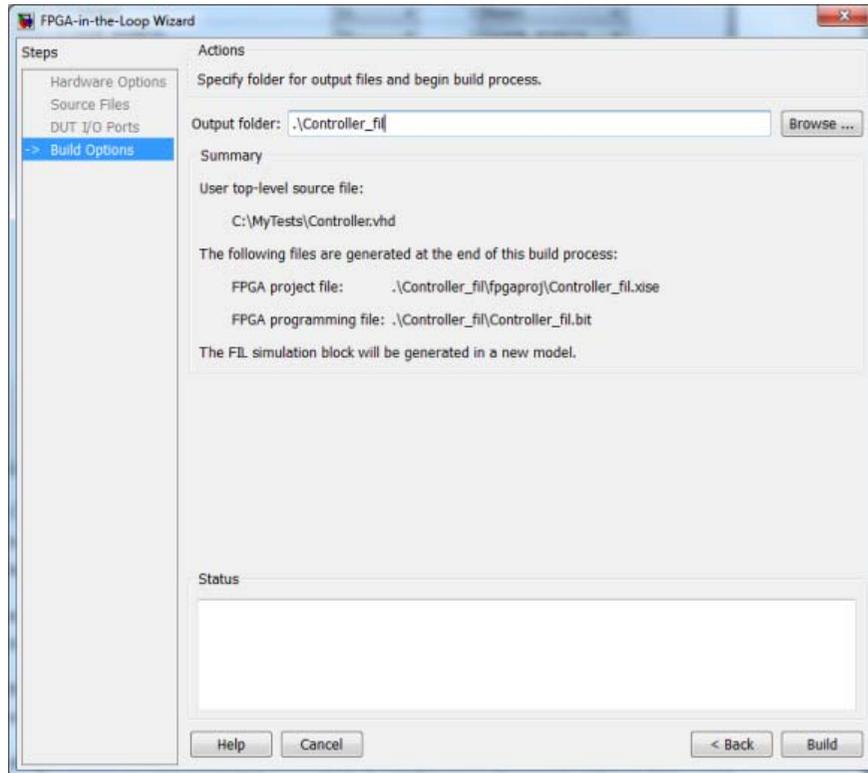 FPGA-in-the-Loop Wizard
Steps
Hardware Options
Source Files
DUT I/O Ports
-> Build Options
Actions
Specify folder for output files and begin build process.
Output folder: .\Controller_fil Browse ...
Summary
User top-level source file:
C:\MyTests\Controller.vhd
The following files are generated at the end of this build process:
FPGA project file: .\Controller_fil\fpgaproj\Controller_fil.xise
FPGA programming file: .\Controller_fil\Controller_fil.bit
The FIL simulation block will be generated in a new model.
Status
Help Cancel < Back Build